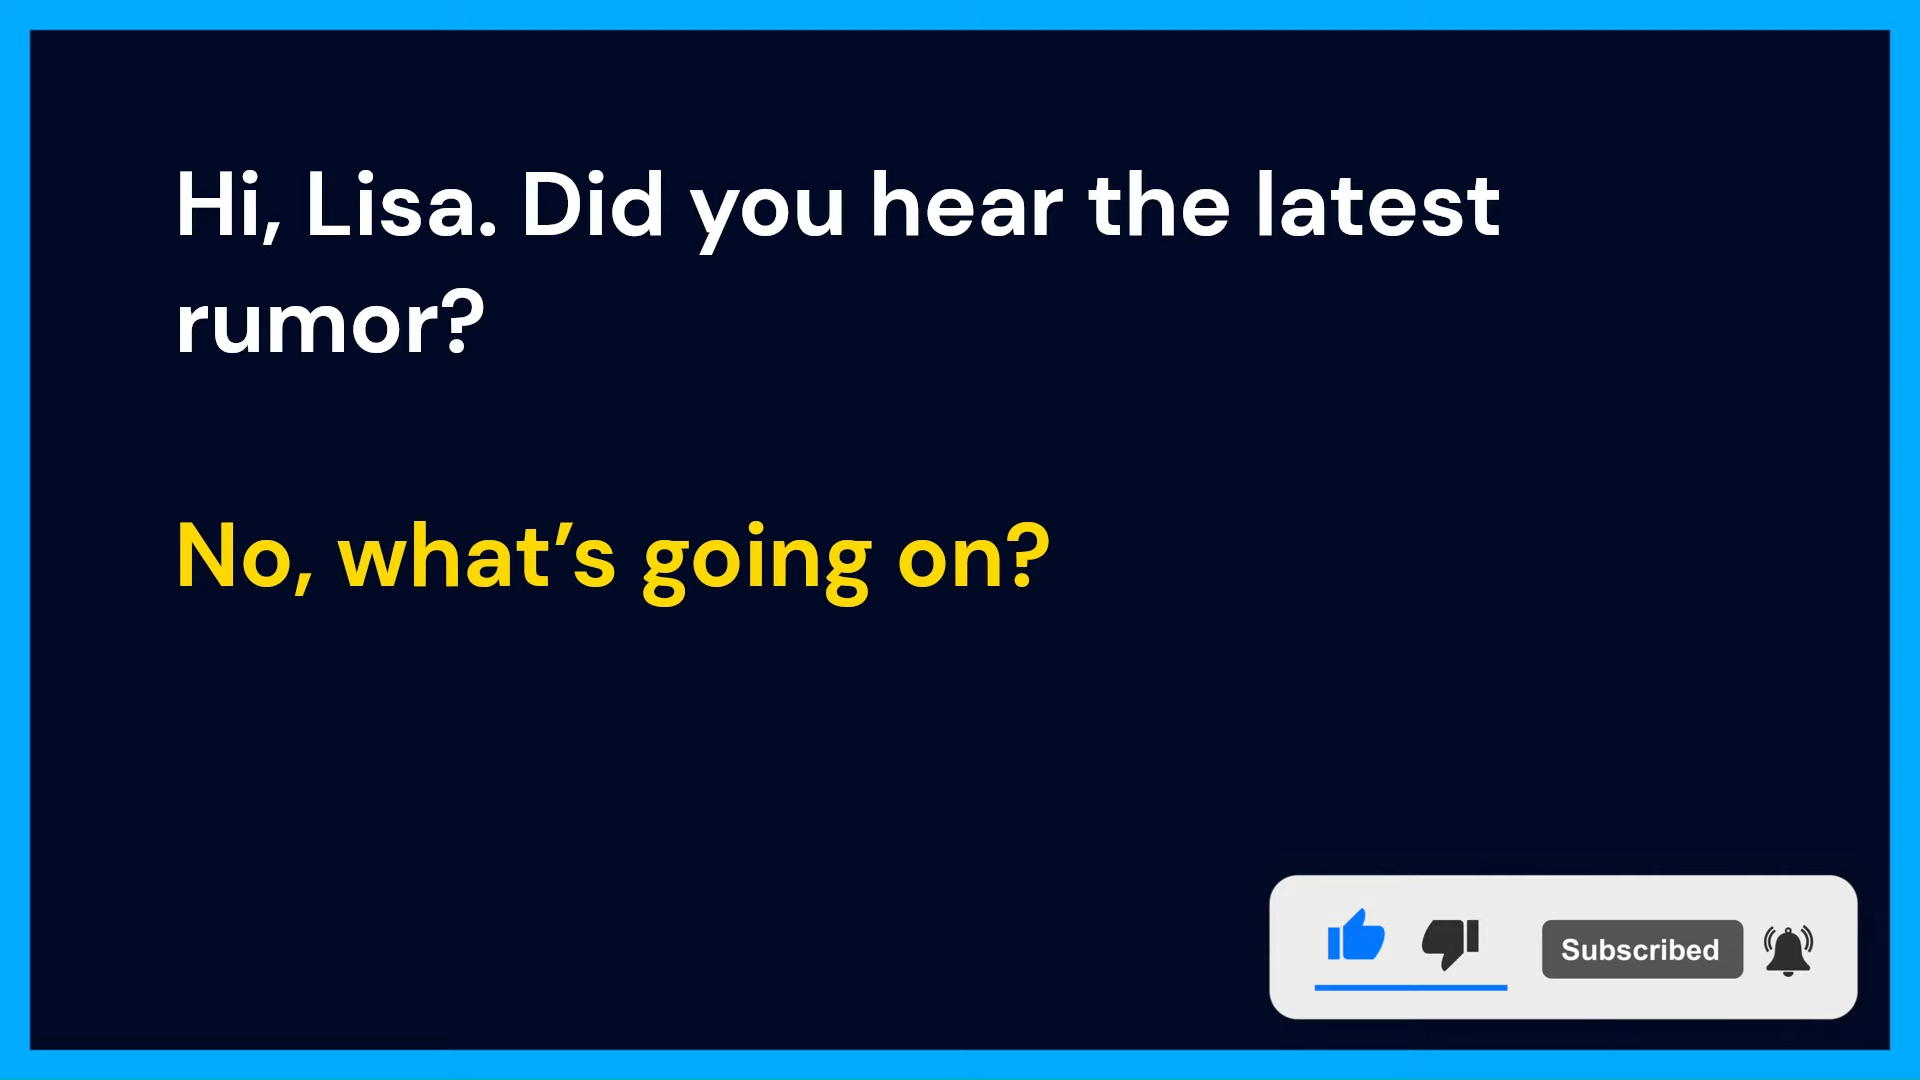 Hi, Lisa. Did you hear the latest
rumor?
No, what’s going on?
Subscribed